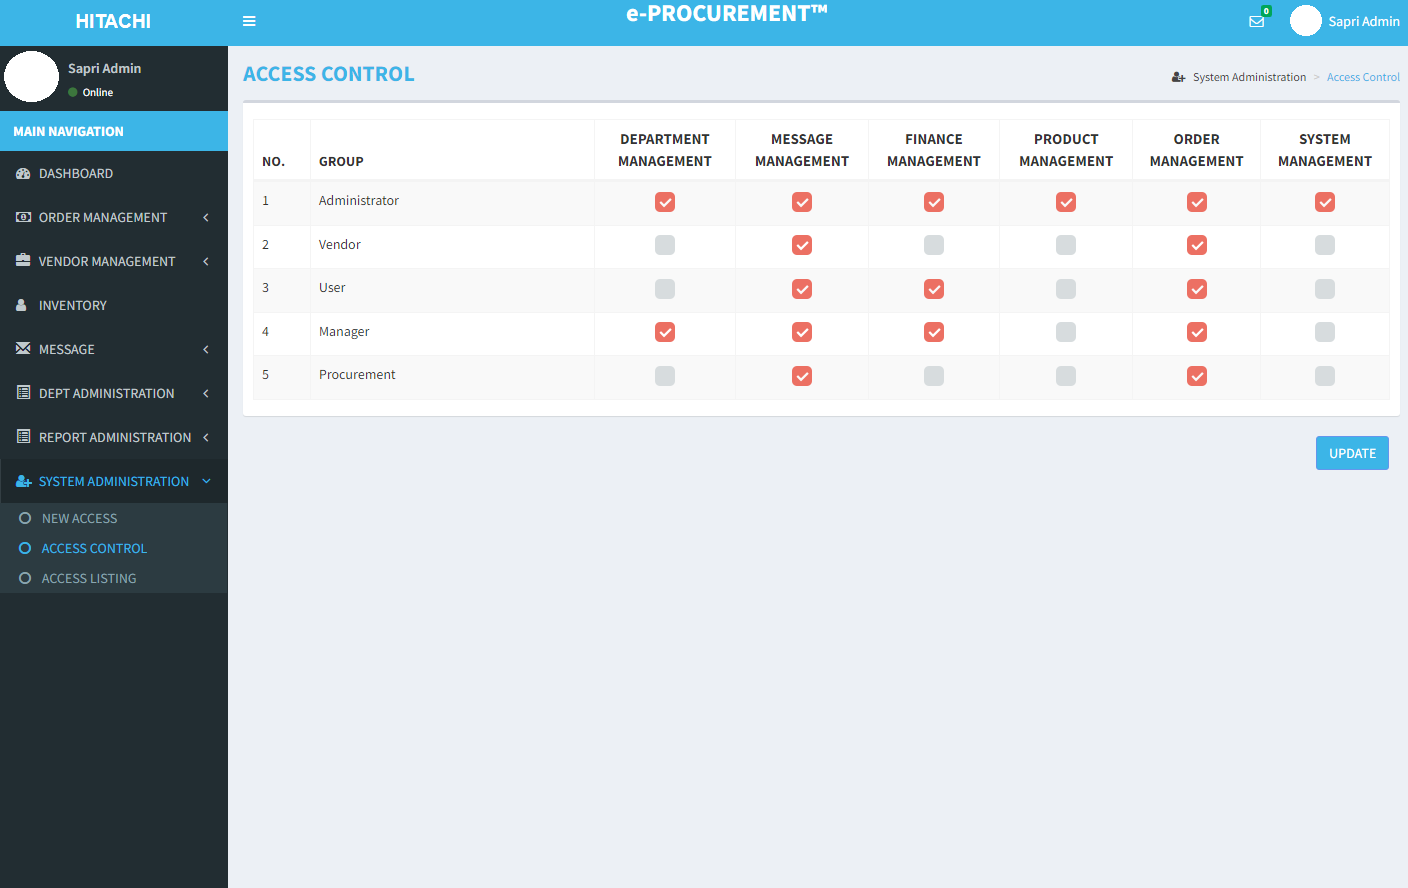 HITACHI
e-PROCUREMENT™
0
Sapri Admin
Sapri Admin
Online
MAIN NAVIGATION
DASHBOARD
ORDER MANAGEMENT
VENDOR MANAGEMENT
INVENTORY
MESSAGE
DEPT ADMINISTRATION
REPORT ADMINISTRATION
SYSTEM ADMINISTRATION
NEW ACCESS
ACCESS CONTROL
ACCESS LISTING
ACCESS CONTROL
System Administration > Access Control
NO. GROUP DEPARTMENT MANAGEMENT MESSAGE MANAGEMENT FINANCE MANAGEMENT PRODUCT MANAGEMENT ORDER MANAGEMENT SYSTEM MANAGEMENT
1 Administrator
2 Vendor
3 User
4 Manager
5 Procurement
UPDATE